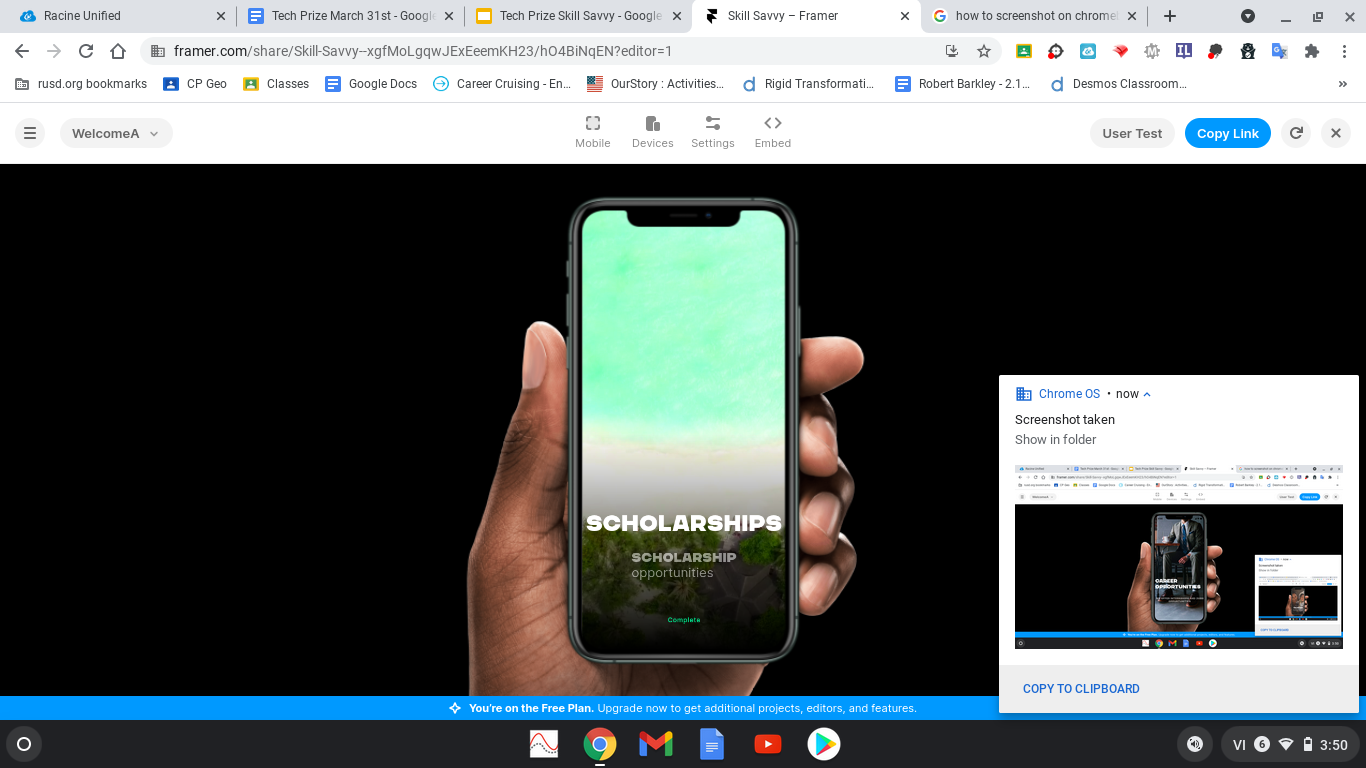 Racine Unified
Tech Prize March 31st - Google
Tech Prize Skill Savvy - Google
Skill Savvy – Framer
how to screenshot on chromeb
framer.com/share/Skill-Savvy--xgfMoLgqwJExEeemKH23/hO4BiNqEN?editor=1
rusd.org bookmarks
CP Geo
Classes
Google Docs
Career Cruising - En...
OurStory : Activities...
Rigid Transformati...
Robert Barkley - 2.1...
Desmos Classroom...
WelcomeA
Mobile
Devices
Settings
Embed
User Test
Copy Link
SCHOLARSHIPS
SCHOLARSHIP
opportunities
Complete
Chrome OS • now
Screenshot taken
Show in folder
CAREER
OPPORTUNITIES
COPY TO CLIPBOARD
You're on the Free Plan. Upgrade now to get additional projects, editors, and features.
VI 6 3:50